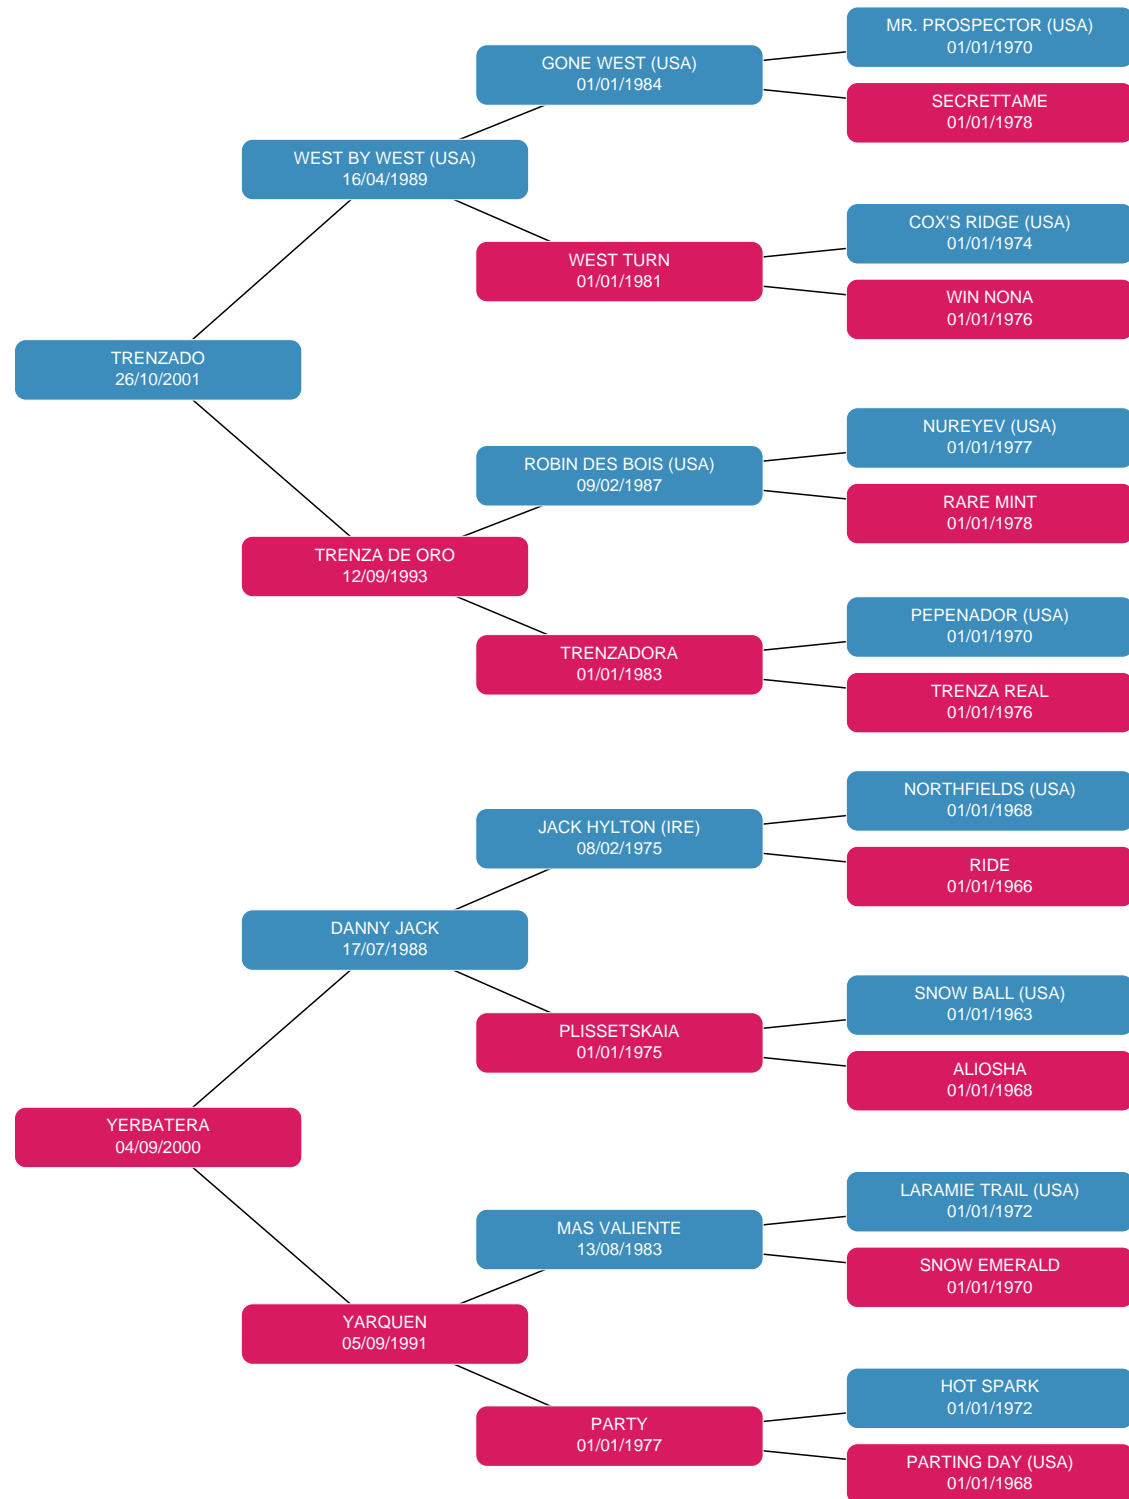 MR. PROSPECTOR (USA)
01/01/1970
GONE WEST (USA)
01/01/1984
SECRETTAME
01/01/1978
WEST BY WEST (USA)
16/04/1989
COX'S RIDGE (USA)
01/01/1974
WEST TURN
01/01/1981
WIN NONA
01/01/1976
TRENZADO
26/10/2001
NUREYEV (USA)
01/01/1977
ROBIN DES BOIS (USA)
09/02/1987
RARE MINT
01/01/1978
TRENZA DE ORO
12/09/1993
PEPENADOR (USA)
01/01/1970
TRENZADORA
01/01/1983
TRENZA REAL
01/01/1976
NORTHFIELDS (USA)
01/01/1968
JACK HYLTON (IRE)
08/02/1975
RIDE
01/01/1966
DANNY JACK
17/07/1988
SNOW BALL (USA)
01/01/1963
PLISSETSKAIA
01/01/1975
ALIOSHA
01/01/1968
YERBATERA
04/09/2000
LARAMIE TRAIL (USA)
01/01/1972
MAS VALIENTE
13/08/1983
SNOW EMERALD
01/01/1970
YARQUEN
05/09/1991
HOT SPARK
01/01/1972
PARTY
01/01/1977
PARTING DAY (USA)
01/01/1968